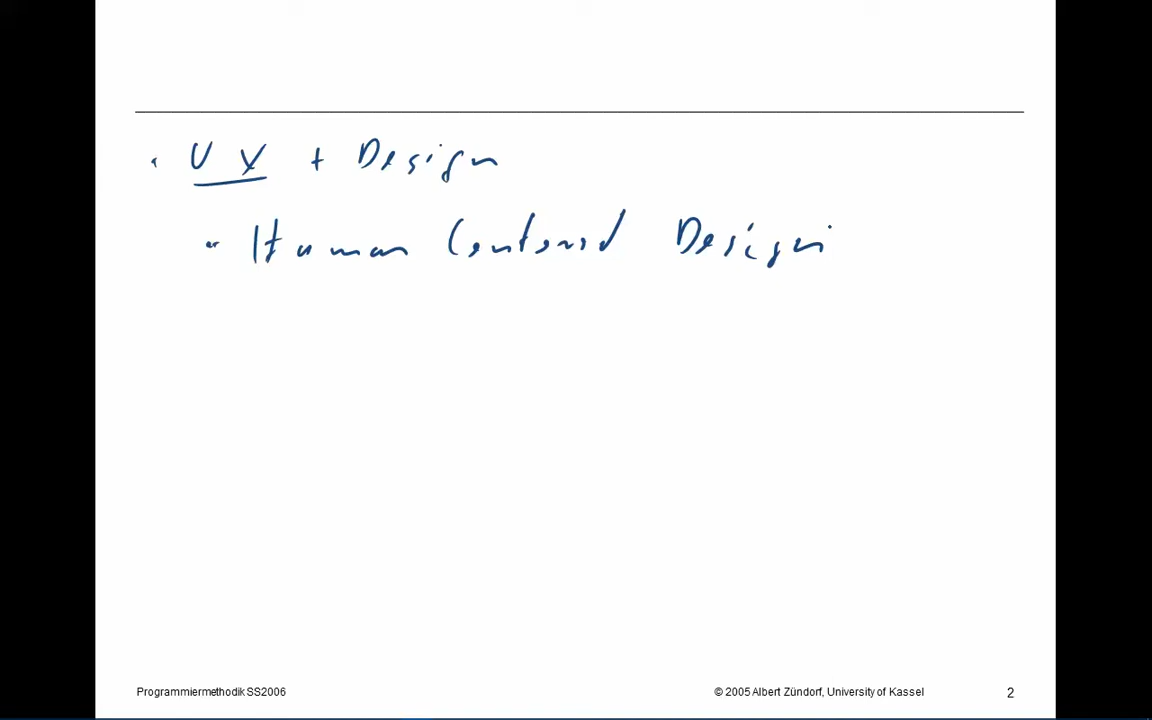 · UX + Design
- Human Centered Design
Programmiermethodik SS2006
© 2005 Albert Zündorf, University of Kassel
2